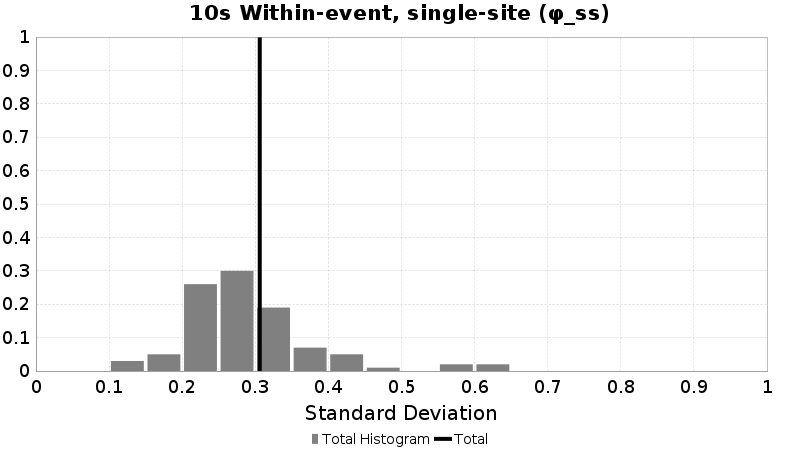 10s Within-event, single-site (φ_ss)
1
0.9
0.8
0.7
0.6
0.5
0.4
0.3
0.2
0.1
0
0 0.1 0.2 0.3 0.4 0.5 0.6 0.7 0.8 0.9 1
Standard Deviation
Total Histogram Total